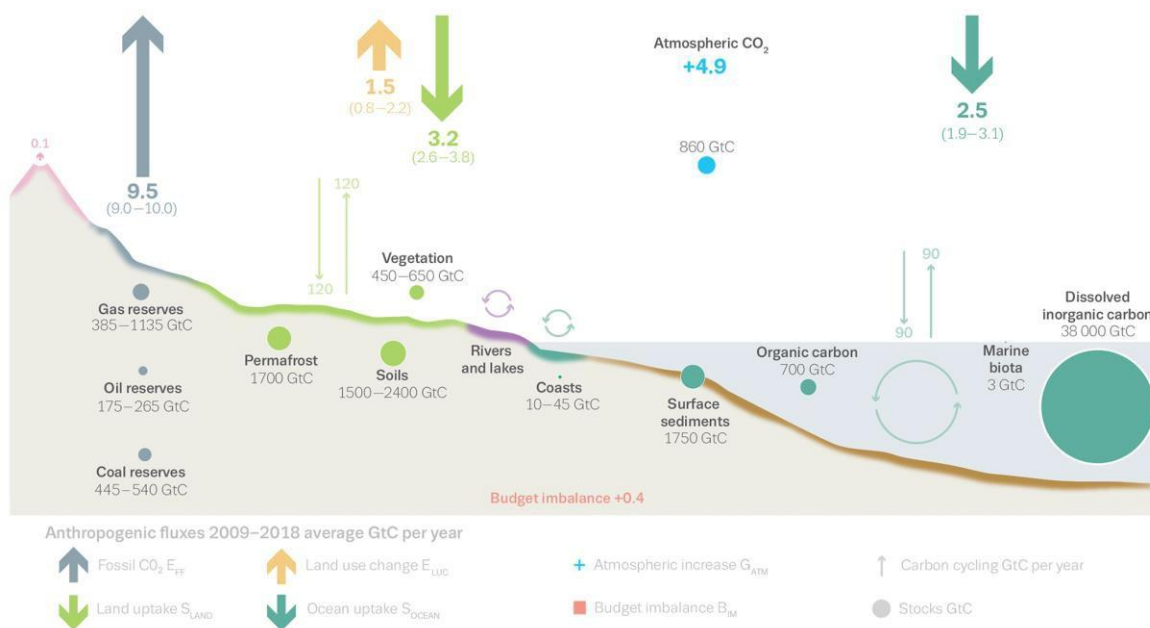 Atmospheric CO₂
+4.9
1.5
(0.8–2.2)
3.2
(2.6–3.8)
2.5
(1.9–3.1)
0.1
860 GtC
9.5
(9.0–10.0)
120
120
Vegetation
450–650 GtC
90
90
Gas reserves
385–1135 GtC
Dissolved
inorganic carbon
38 000 GtC
Permafrost
1700 GtC
Soils
1500–2400 GtC
Rivers
and lakes
Coasts
10–45 GtC
Organic carbon
700 GtC
Marine
biota
3 GtC
Oil reserves
175–265 GtC
Surface
sediments
1750 GtC
Coal reserves
445–540 GtC
Budget imbalance +0.4
Anthropogenic fluxes 2009–2018 average GtC per year
Fossil CO₂ E_FF
Land use change E_LUC
+ Atmospheric increase G_ATM
Carbon cycling GtC per year
Land uptake S_LAND
Ocean uptake S_OCEAN
Budget imbalance B_IM
Stocks GtC